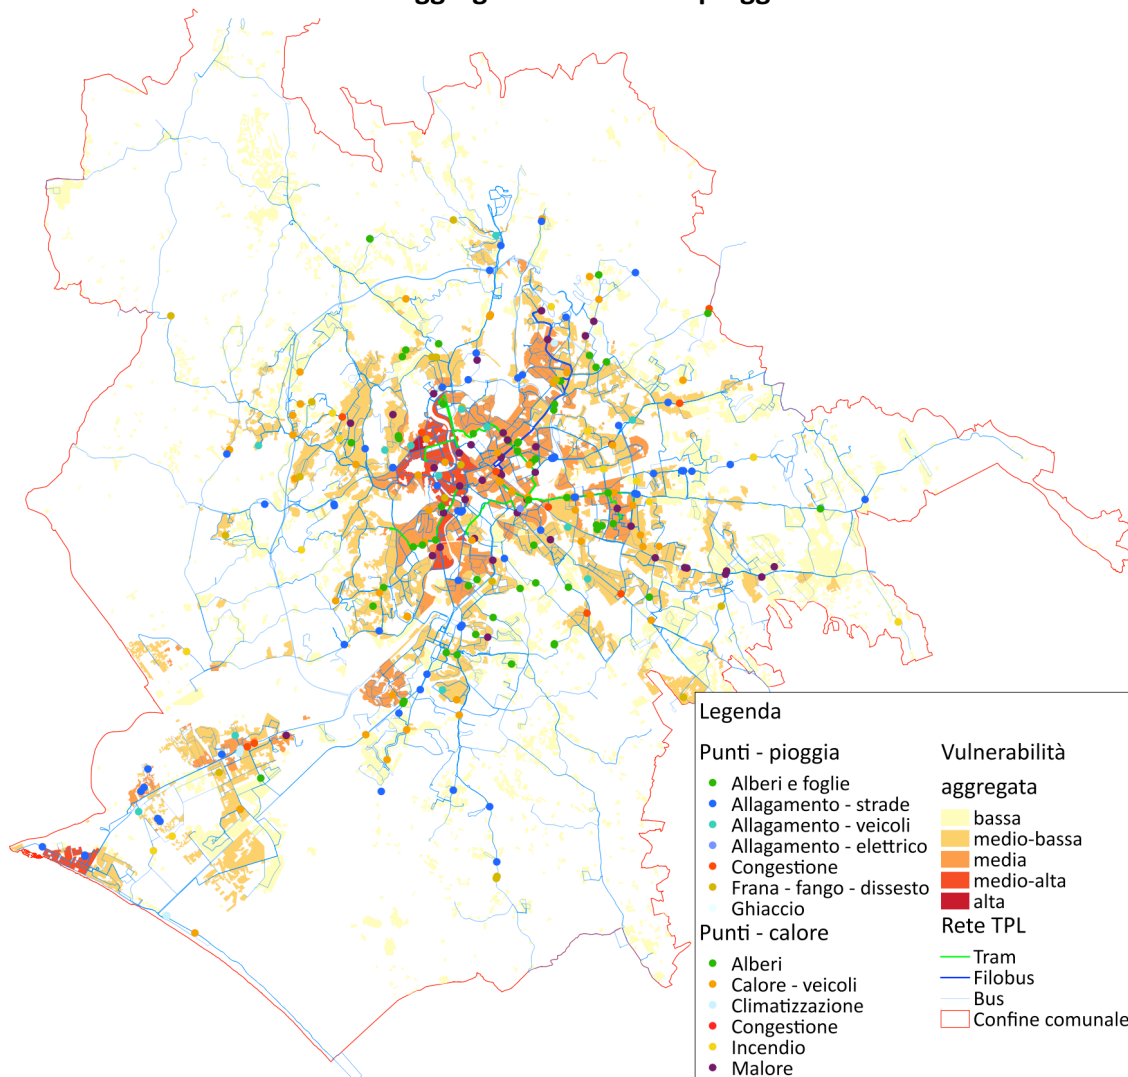 Legenda
Punti - pioggia
Alberi e foglie
Allagamento - strade
Allagamento - veicoli
Allagamento - elettrico
Congestione
Frana - fango - dissesto
Ghiaccio
Punti - calore
Alberi
Calore - veicoli
Climatizzazione
Congestione
Incendio
Malore
Vulnerabilità
aggregata
bassa
medio-bassa
media
medio-alta
alta
Rete TPL
Tram
Filobus
Bus
Confine comunale